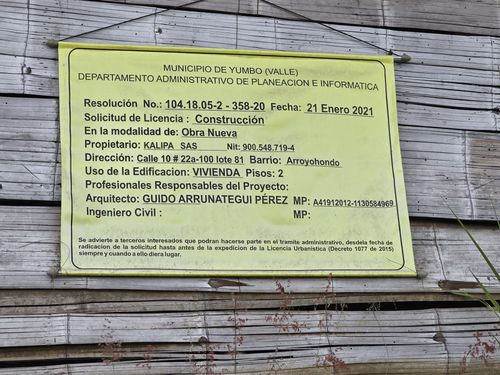 MUNICIPIO DE YUMBO (VALLE)
DEPARTAMENTO ADMINISTRATIVO DE PLANEACION E INFORMATICA
Resolución No.: 104.18.05-2 - 358-20 Fecha: 21 Enero 2021
Solicitud de Licencia : Construcción
En la modalidad de: Obra Nueva
Propietario: KALIPA SAS Nit: 900.548.719-4
Dirección: Calle 10 # 22a-100 lote 81 Barrio: Arroyohondo
Uso de la Edificacion: VIVIENDA Pisos: 2
Profesionales Responsables del Proyecto:
Arquitecto: GUIDO ARRUNATEGUI PÉREZ MP: A41912012-1130584969
Ingeniero Civil : MP:
Se advierte a terceros interesados que podran hacerse parte en el tramite administrativo, desdela fecha de
radicacion de la solicitud hasta antes de la expedicion de la Licencia Urbanistica (Decreto 1077 de 2015)
siempre y cuando a ello diera lugar.